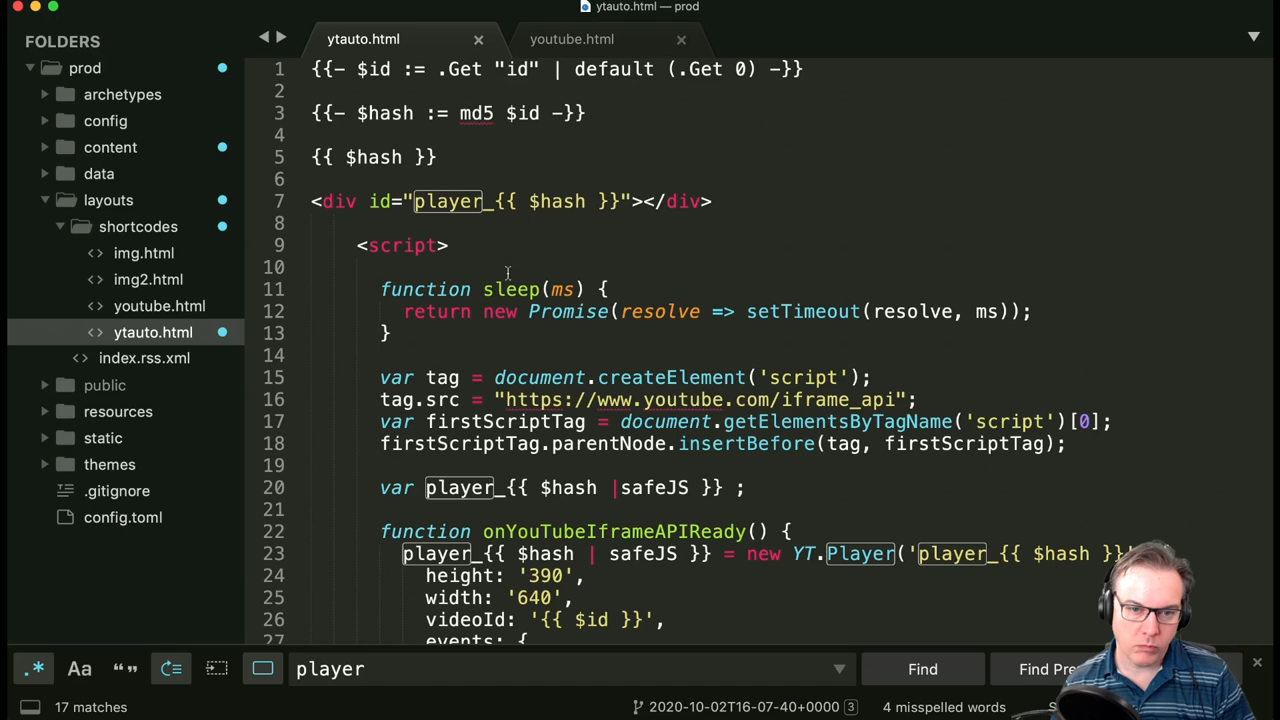 ytauto.html — prod
FOLDERS
prod
archetypes
config
content
data
layouts
shortcodes
img.html
img2.html
youtube.html
ytauto.html
index.rss.xml
public
resources
static
themes
.gitignore
config.toml
ytauto.html
youtube.html
1 {{- $id := .Get "id" | default (.Get 0) -}}
2
3 {{- $hash := md5 $id -}}
4
5 {{ $hash }}
6
7 <div id="player_{{ $hash }}"></div>
8
9 <script>
10
11 function sleep(ms) {
12 return new Promise(resolve => setTimeout(resolve, ms));
13 }
14
15 var tag = document.createElement('script');
16 tag.src = "https://www.youtube.com/iframe_api";
17 var firstScriptTag = document.getElementsByTagName('script')[0];
18 firstScriptTag.parentNode.insertBefore(tag, firstScriptTag);
19
20 var player_{{ $hash |safeJS }} ;
21
22 function onYouTubeIframeAPIReady() {
23 player_{{ $hash | safeJS }} = new YT.Player('player_{{ $hash }}'
24 height: '390',
25 width: '640',
26 videoId: '{{ $id }}',
27 events: {
.* Aa “” player Find
17 matches
2020-10-02T16-07-40+0000 3 4 misspelled words